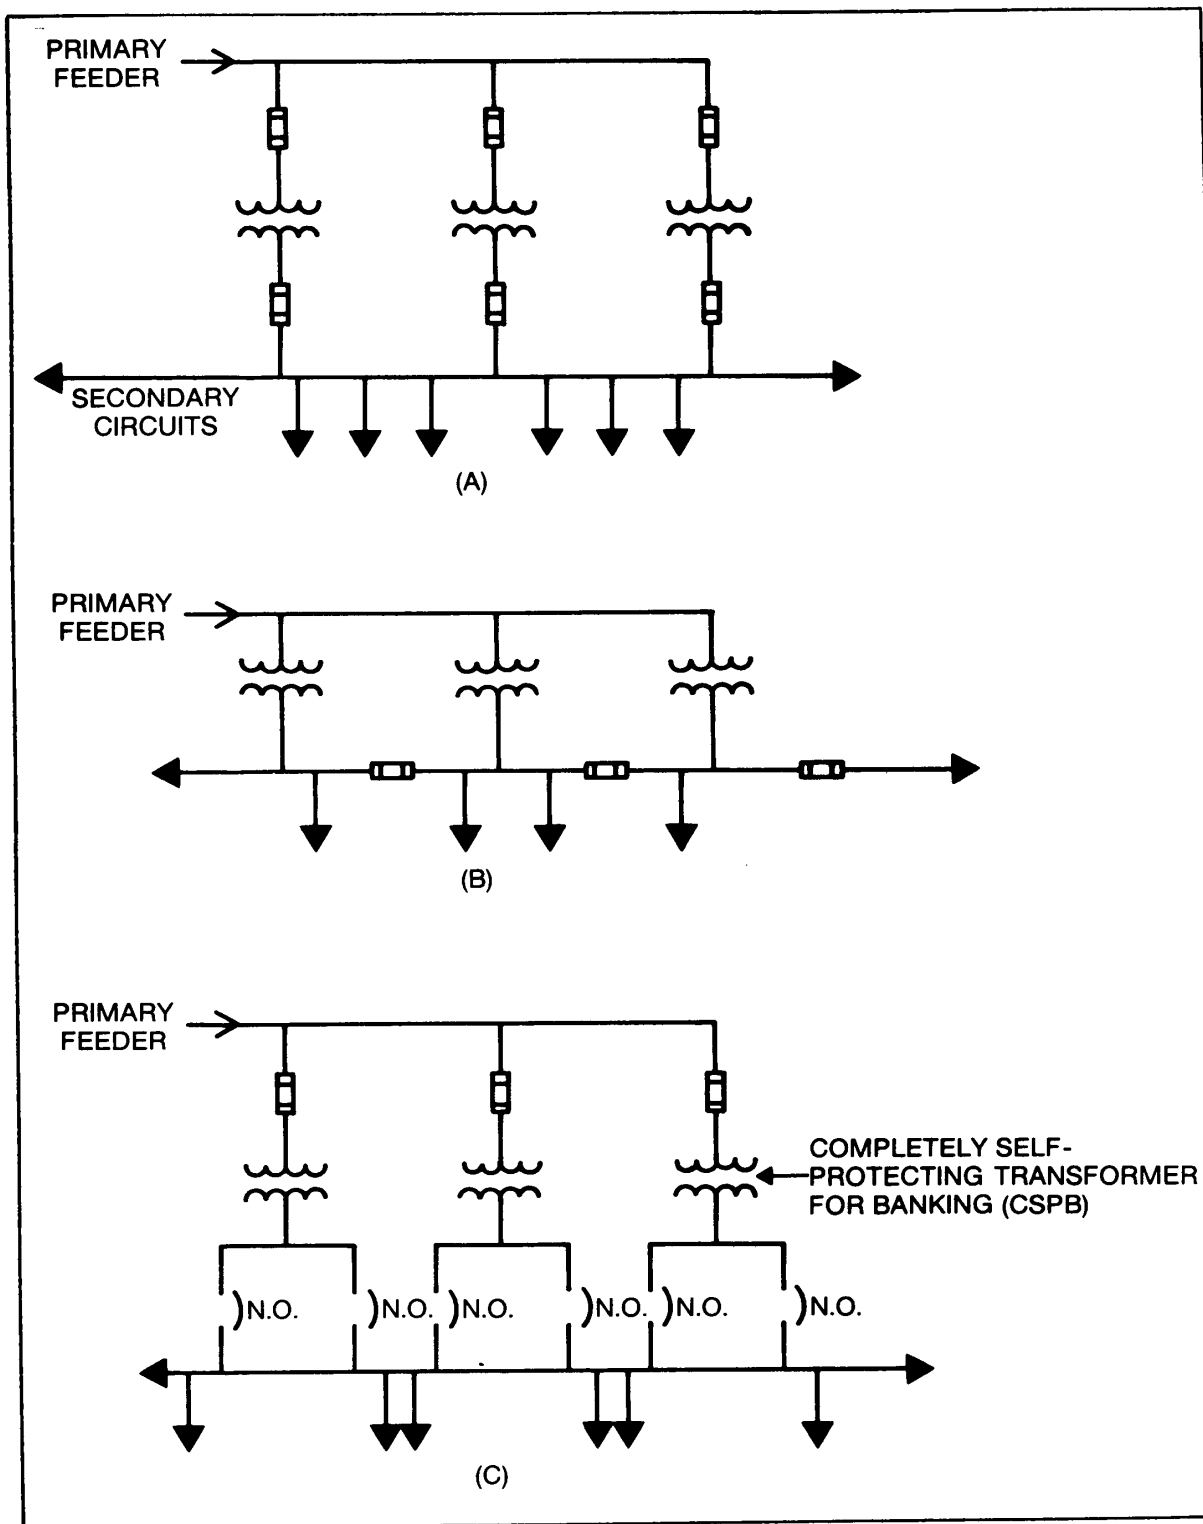 PRIMARY
FEEDER
SECONDARY
CIRCUITS
(A)
PRIMARY
FEEDER
(B)
PRIMARY
FEEDER
COMPLETELY SELF-
PROTECTING TRANSFORMER
FOR BANKING (CSPB)
N.O. N.O. N.O. N.O. N.O. N.O.
(C)